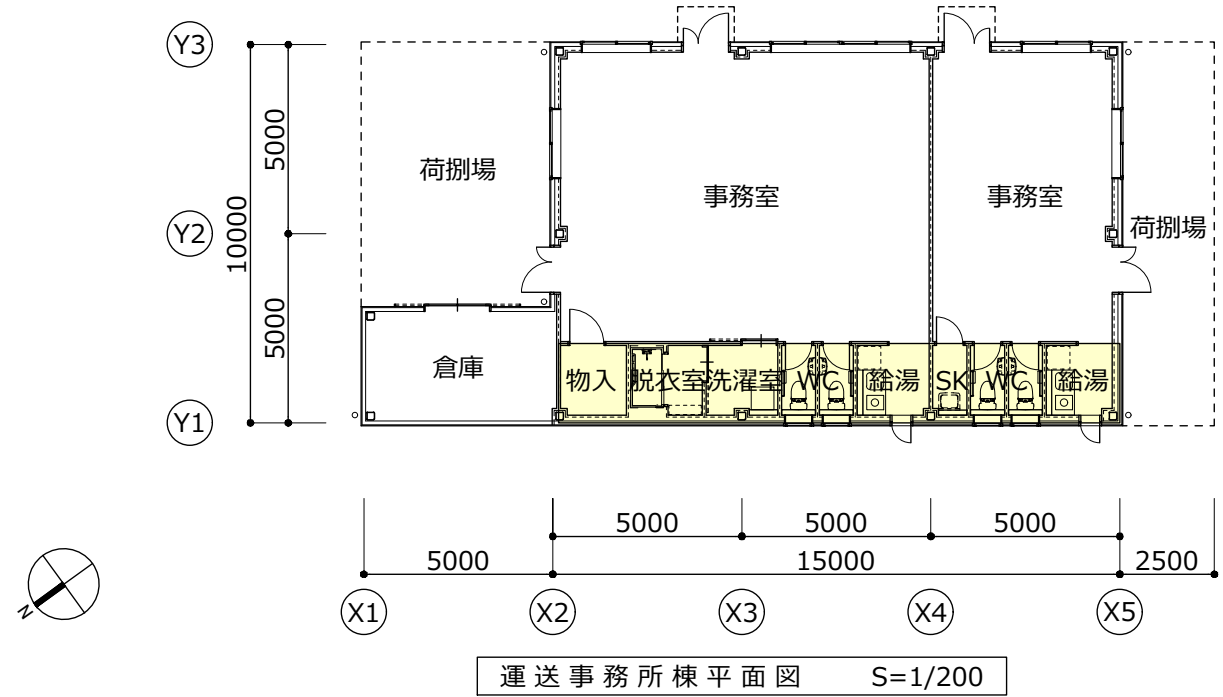 Y3
Y2
Y1
10000
5000
5000
荷捌場
事務室
事務室
荷捌場
倉庫
物入
脱衣室
洗濯室
WC
給湯
SK
WC
給湯
5000
5000
5000
5000
15000
2500
X1
X2
X3
X4
X5
N
運送事務所棟平面図 S=1/200